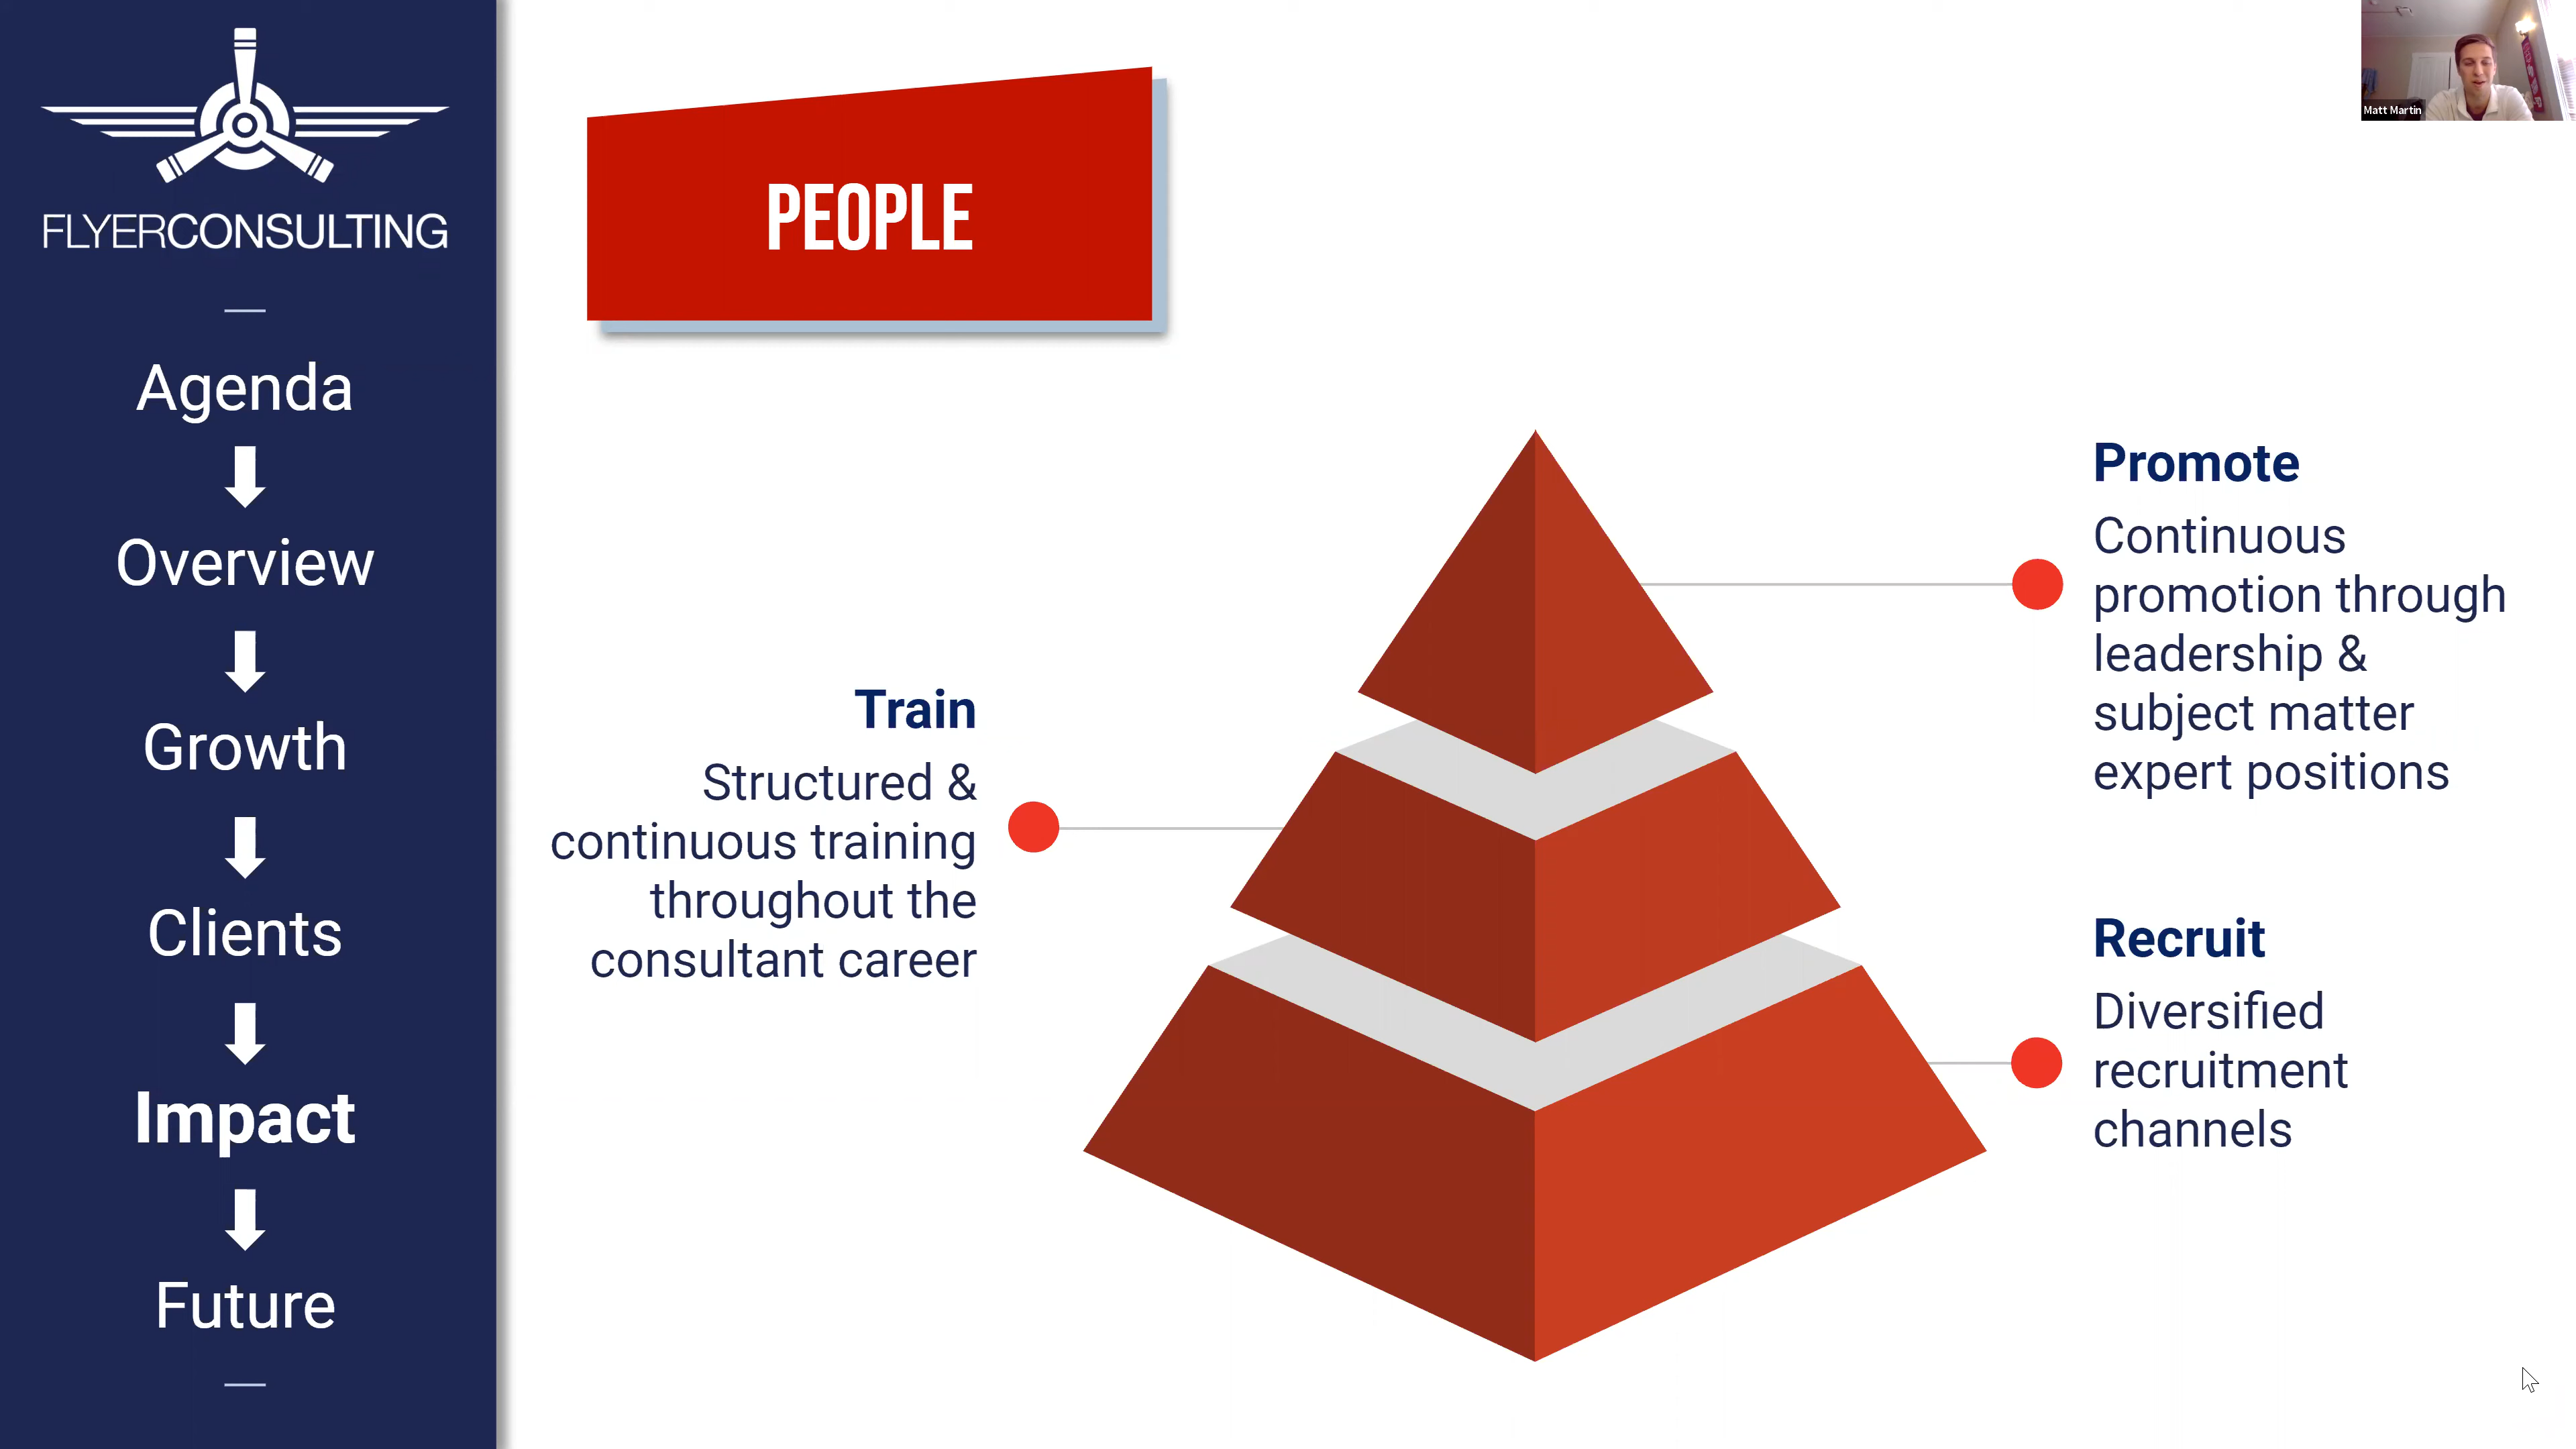 FLYERCONSULTING
Agenda
Overview
Growth
Clients
Impact
Future
PEOPLE
Train
Structured &
continuous training
throughout the
consultant career
Promote
Continuous
promotion through
leadership &
subject matter
expert positions
Recruit
Diversified
recruitment
channels
Matt Martin